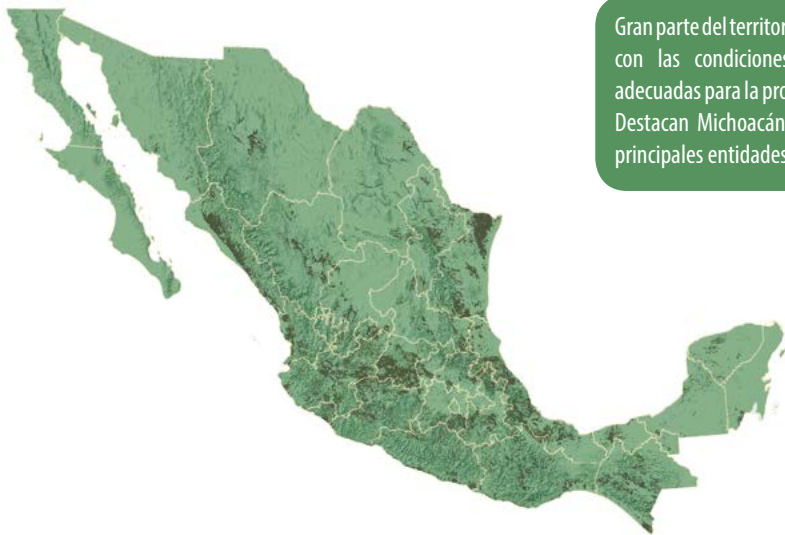 Gran parte del territor
con las condiciones
adecuadas para la pro
Destacan Michoacán
principales entidades